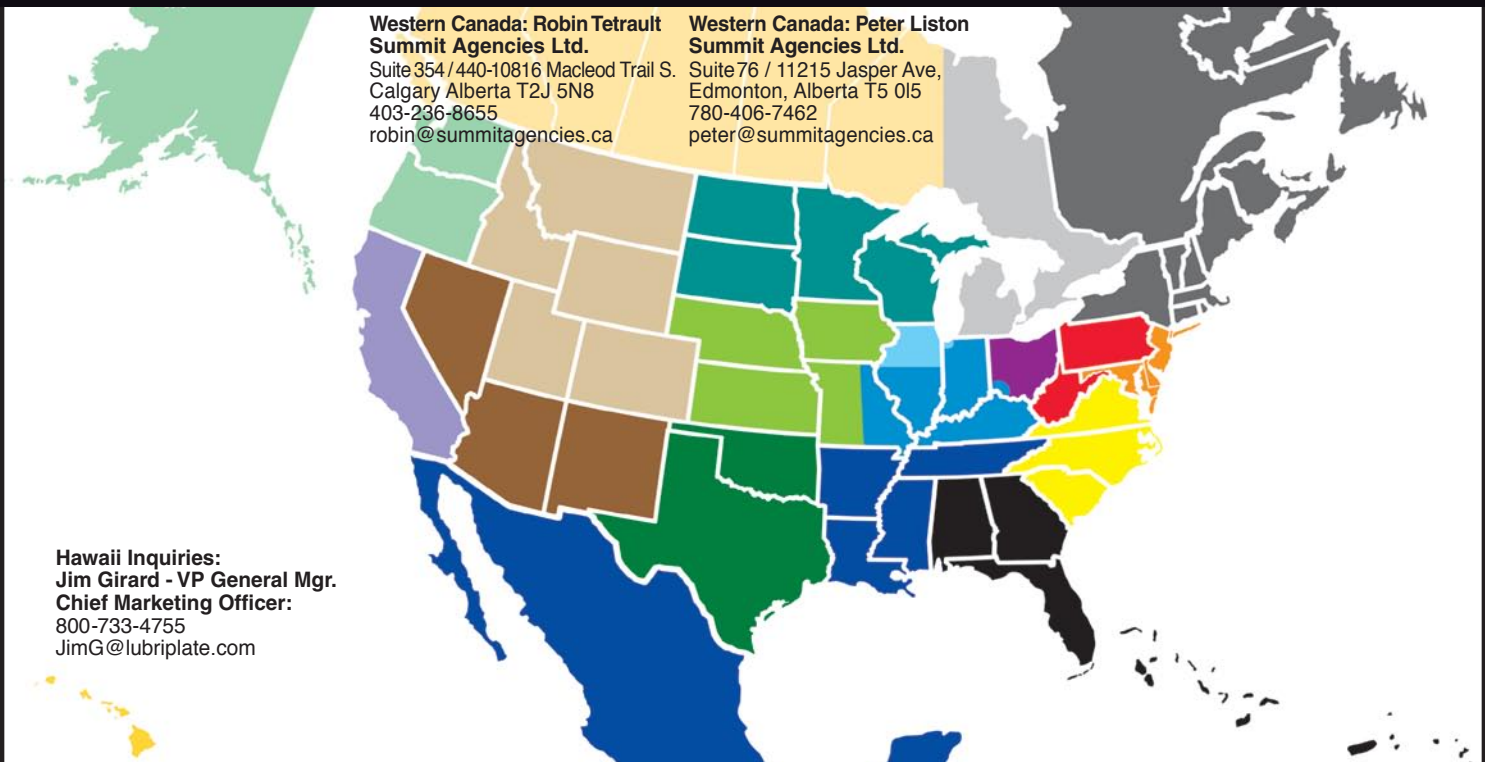 Western Canada: Robin Tetrault
Summit Agencies Ltd.
Suite 354 / 440-10816 Macleod Trail S.
Calgary Alberta T2J 5N8
403-236-8655
robin@summitagencies.ca
Western Canada: Peter Liston
Summit Agencies Ltd.
Suite 76 / 11215 Jasper Ave,
Edmonton, Alberta T5 0l5
780-406-7462
peter@summitagencies.ca
Hawaii Inquiries:
Jim Girard - VP General Mgr.
Chief Marketing Officer:
800-733-4755
JimG@lubriplate.com